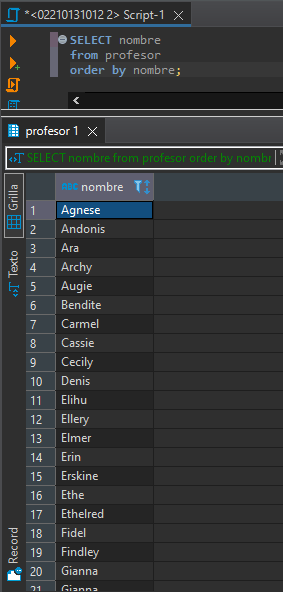 *<02210131012 2> Script-1
SELECT nombre
from profesor
order by nombre;
profesor 1
SELECT nombre from profesor order by nomb
Grilla
Texto
Record
ABC nombre
1 Agnese
2 Andonis
3 Ara
4 Archy
5 Augie
6 Bendite
7 Carmel
8 Cassie
9 Cecily
10 Denis
11 Elihu
12 Ellery
13 Elmer
14 Erin
15 Erskine
16 Ethe
17 Ethelred
18 Fidel
19 Findley
20 Gianna
21 Gianna